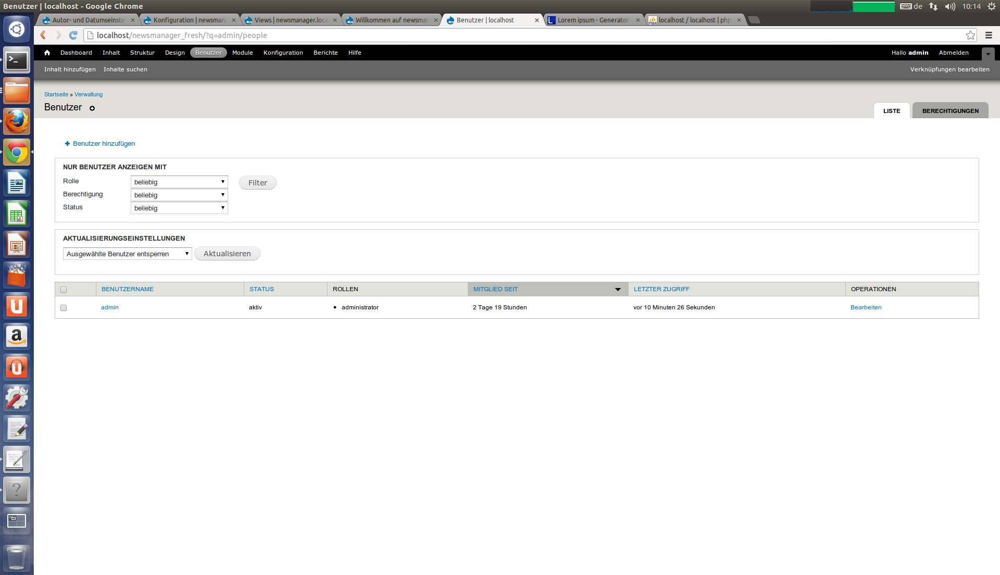 Benutzer | localhost - Google Chrome
de
10:14
Autor- und Datumseinste
Konfiguration | newsman
Views | newsmanager.loca
Willkommen auf newsman
Benutzer | localhost
Lorem ipsum - Generator
localhost / localhost | php
localhost/newsmanager_fresh/?q=admin/people
Dashboard Inhalt Struktur Design Benutzer Module Konfiguration Berichte Hilfe
Hallo admin Abmelden
Inhalt hinzufügen Inhalte suchen
Verknüpfungen bearbeiten
Startseite » Verwaltung
Benutzer
LISTE BERECHTIGUNGEN
Benutzer hinzufügen
NUR BENUTZER ANZEIGEN MIT
Rolle beliebig Filter
Berechtigung beliebig
Status beliebig
AKTUALISIERUNGSEINSTELLUNGEN
Ausgewählte Benutzer entsperren Aktualisieren
BENUTZERNAME STATUS ROLLEN MITGLIED SEIT LETZTER ZUGRIFF OPERATIONEN
admin aktiv administrator 2 Tage 19 Stunden vor 10 Minuten 26 Sekunden Bearbeiten